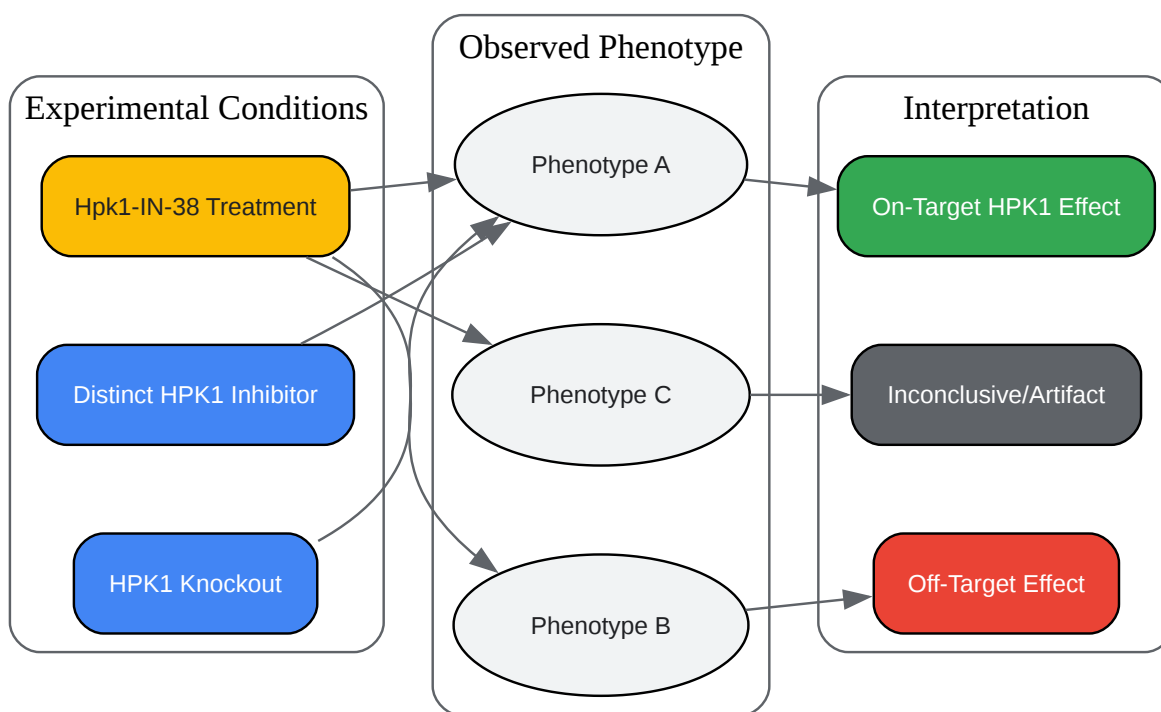 Experimental Conditions
Hpk1-IN-38 Treatment
Distinct HPK1 Inhibitor
HPK1 Knockout
Observed Phenotype
Phenotype A
Phenotype C
Phenotype B
Interpretation
On-Target HPK1 Effect
Inconclusive/Artifact
Off-Target Effect